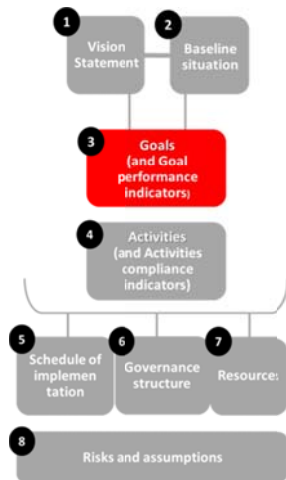 1
2
Vision
Statement
Baseline
situation
3
Goals
(and Goal
performance
indicators)
4
Activities
(and Activities
compliance
indicators)
5
Schedule of
implemen
tation
6
Governance
structure
7
Resources
8
Risks and assumptions